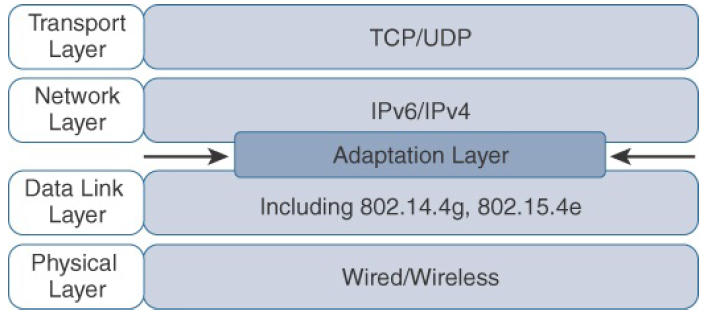 Transport
Layer
TCP/UDP
Network
Layer
IPv6/IPv4
Adaptation Layer
Data Link
Layer
Including 802.14.4g, 802.15.4e
Physical
Layer
Wired/Wireless